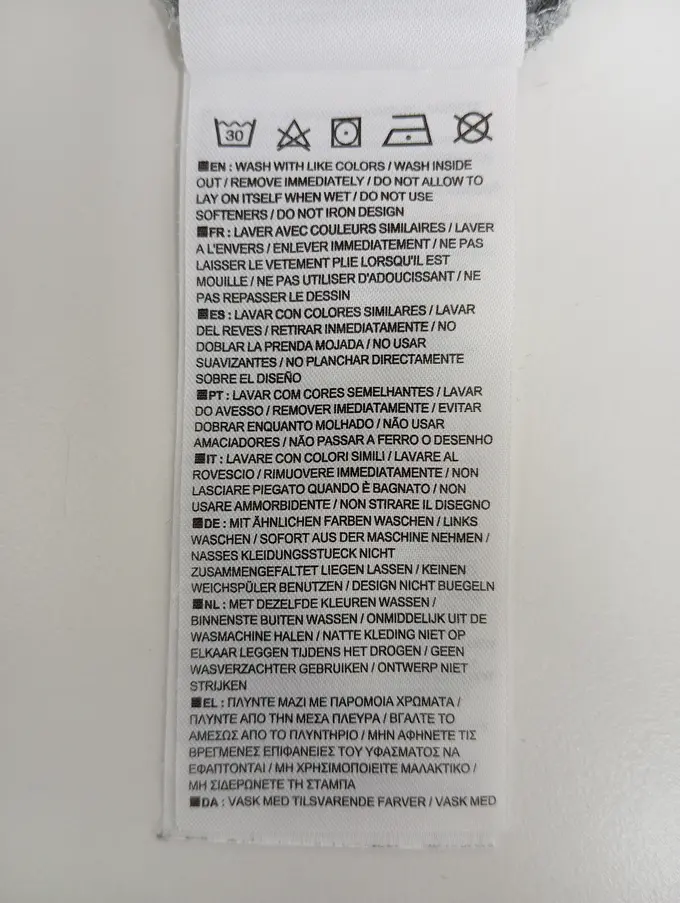 30
EN : WASH WITH LIKE COLORS / WASH INSIDE
OUT / REMOVE IMMEDIATELY / DO NOT ALLOW TO
LAY ON ITSELF WHEN WET / DO NOT USE
SOFTENERS / DO NOT IRON DESIGN
FR : LAVER AVEC COULEURS SIMILAIRES / LAVER
A L'ENVERS / ENLEVER IMMEDIATEMENT / NE PAS
LAISSER LE VETEMENT PLIE LORSQU'IL EST
MOUILLE / NE PAS UTILISER D'ADOUCISSANT / NE
PAS REPASSER LE DESSIN
ES : LAVAR CON COLORES SIMILARES / LAVAR
DEL REVES / RETIRAR INMEDIATAMENTE / NO
DOBLAR LA PRENDA MOJADA / NO USAR
SUAVIZANTES / NO PLANCHAR DIRECTAMENTE
SOBRE EL DISEÑO
PT : LAVAR COM CORES SEMELHANTES / LAVAR
DO AVESSO / REMOVER IMEDIATAMENTE / EVITAR
DOBRAR ENQUANTO MOLHADO / NÃO USAR
AMACIADORES / NÃO PASSAR A FERRO O DESENHO
IT : LAVARE CON COLORI SIMILI / LAVARE AL
ROVESCIO / RIMUOVERE IMMEDIATAMENTE / NON
LASCIARE PIEGATO QUANDO È BAGNATO / NON
USARE AMMORBIDENTE / NON STIRARE IL DISEGNO
DE : MIT ÄHNLICHEN FARBEN WASCHEN / LINKS
WASCHEN / SOFORT AUS DER MASCHINE NEHMEN /
NASSES KLEIDUNGSSTUECK NICHT
ZUSAMMENGEFALTET LIEGEN LASSEN / KEINEN
WEICHSPÜLER BENUTZEN / DESIGN NICHT BUEGELN
NL : MET DEZELFDE KLEUREN WASSEN /
BINNENSTE BUITEN WASSEN / ONMIDDELIJK UIT DE
WASMACHINE HALEN / NATTE KLEDING NIET OP
ELKAAR LEGGEN TIJDENS HET DROGEN / GEEN
WASVERZACHTER GEBRUIKEN / ONTWERP NIET
STRIJKEN
EL : ΠΛΥΝΤΕ ΜΑΖΙ ΜΕ ΠΑΡΟΜΟΙΑ ΧΡΩΜΑΤΑ /
ΠΛΥΝΤΕ ΑΠΟ ΤΗΝ ΜΕΣΑ ΠΛΕΥΡΑ / ΒΓΑΛΤΕ ΤΟ
ΑΜΕΣΩΣ ΑΠΟ ΤΟ ΠΛΥΝΤΗΡΙΟ / ΜΗΝ ΑΦΗΝΕΤΕ ΤΙΣ
ΒΡΕΓΜΕΝΕΣ ΕΠΙΦΑΝΕΙΕΣ ΤΟΥ ΥΦΑΣΜΑΤΟΣ ΝΑ
ΕΦΑΠΤΟΝΤΑΙ / ΜΗ ΧΡΗΣΙΜΟΠΟΙΕΙΤΕ ΜΑΛΑΚΤΙΚΟ /
ΜΗ ΣΙΔΕΡΩΝΕΤΕ ΤΗ ΣΤΑΜΠΑ
DA : VASK MED TILSVARENDE FARVER / VASK MED